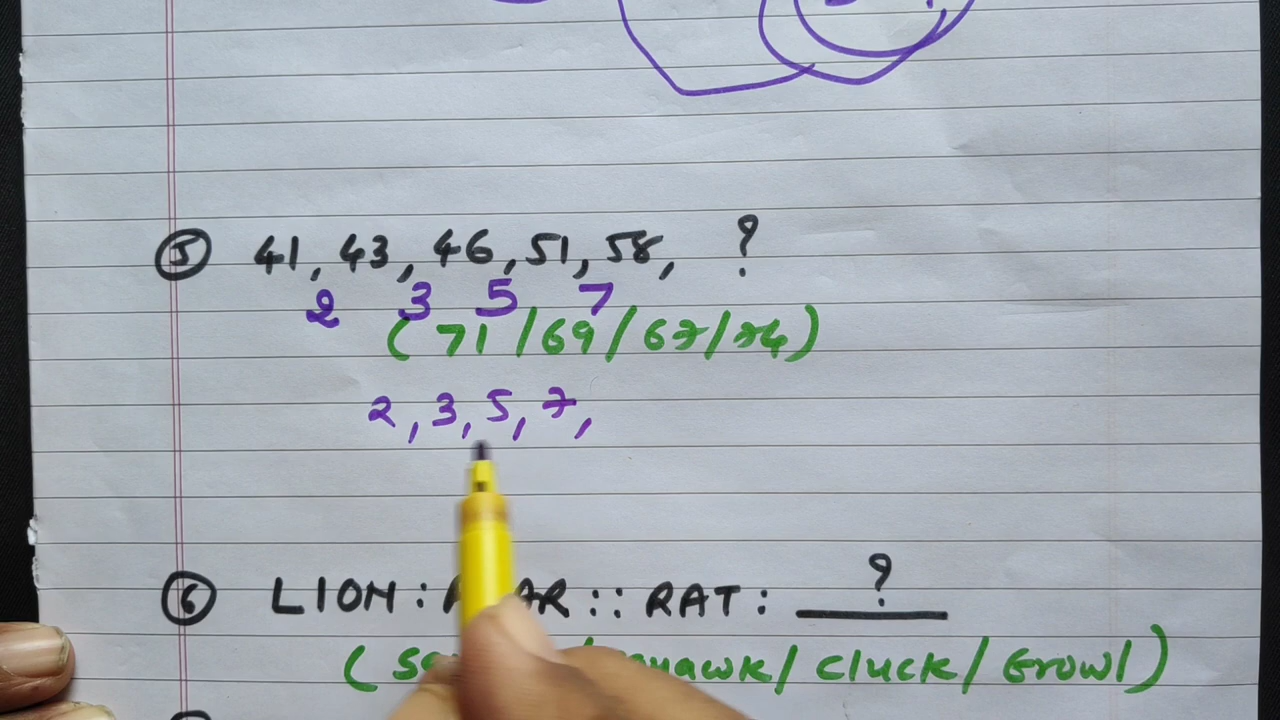 5 41, 43, 46, 51, 58, ?
2 3 5 7
(71/69/67/74)
2, 3, 5, 7,
6 LION: :: RAT: ?
( / / Cluck/ Growl)